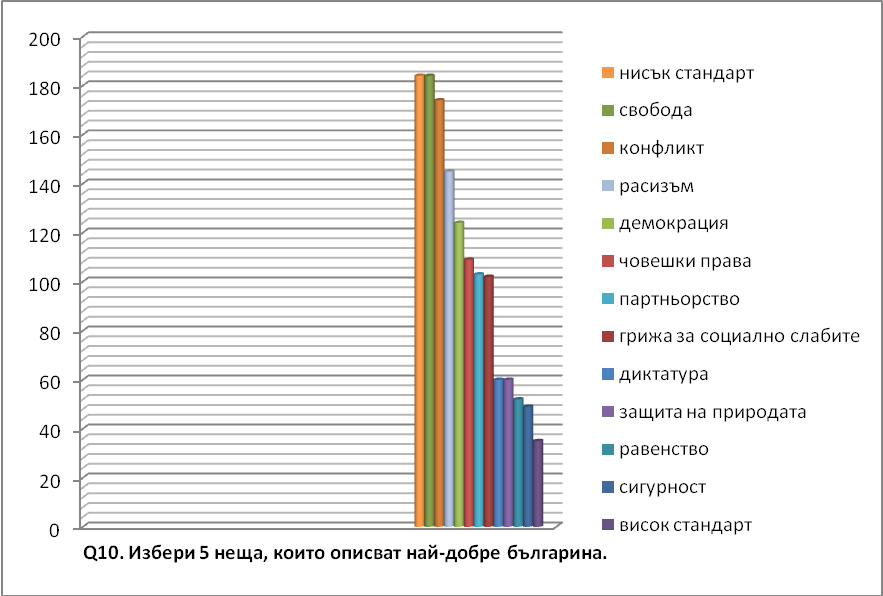 200
180
160
140
120
100
80
60
40
20
0
нисък стандарт
свобода
конфликт
расизъм
демокрация
човешки права
партньорство
грижа за социално слабите
диктатура
защита на природата
равенство
сигурност
висок стандарт
Q10. Избери 5 неща, които описват най-добре българина.